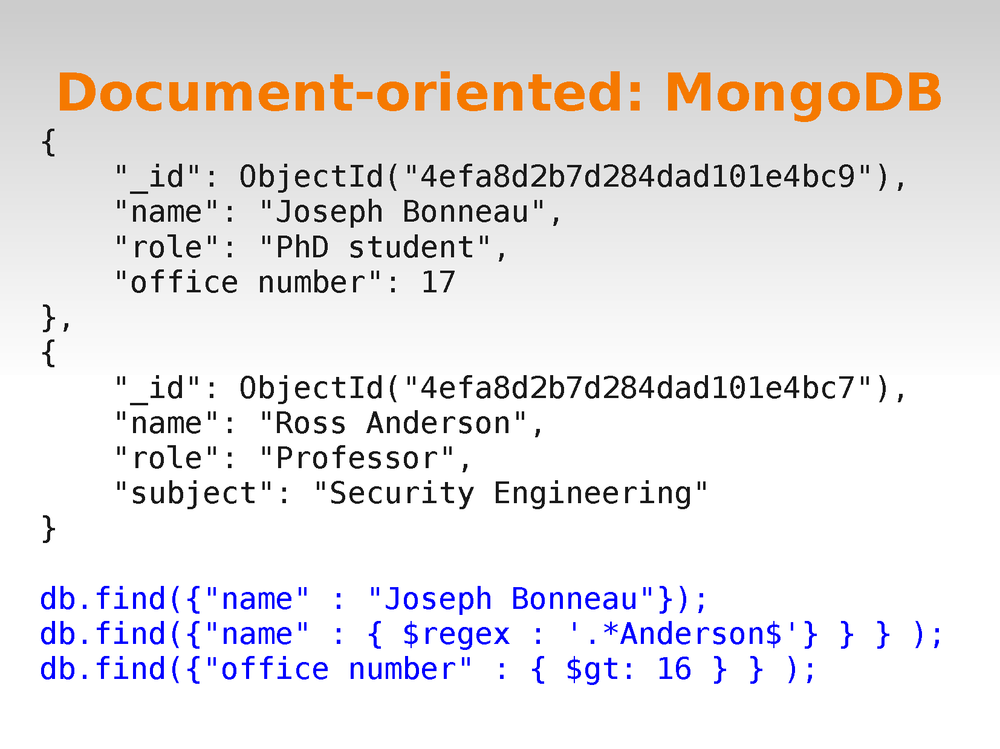 Document-oriented: MongoDB
{
    "_id": ObjectId("4efa8d2b7d284dad101e4bc9"),
    "name": "Joseph Bonneau",
    "role": "PhD student",
    "office number": 17
},
{
    "_id": ObjectId("4efa8d2b7d284dad101e4bc7"),
    "name": "Ross Anderson",
    "role": "Professor",
    "subject": "Security Engineering"
}
db.find({"name" : "Joseph Bonneau"});
db.find({"name" : { $regex : '.*Anderson$'} } } );
db.find({"office number" : { $gt: 16 } } );